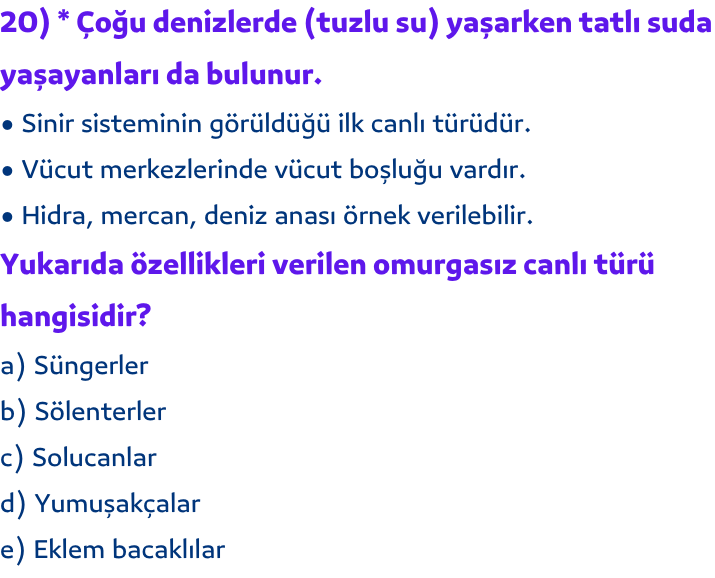 20) * Çoğu denizlerde (tuzlu su) yaşarken tatlı suda
yaşayanları da bulunur.
● Sinir sisteminin görüldüğü ilk canlı türüdür.
● Vücut merkezlerinde vücut boşluğu vardır.
● Hidra, mercan, deniz anası örnek verilebilir.
Yukarıda özellikleri verilen omurgasız canlı türü
hangisidir?
a) Süngerler
b) Sölenterler
c) Solucanlar
d) Yumuşakçalar
e) Eklem bacaklılar